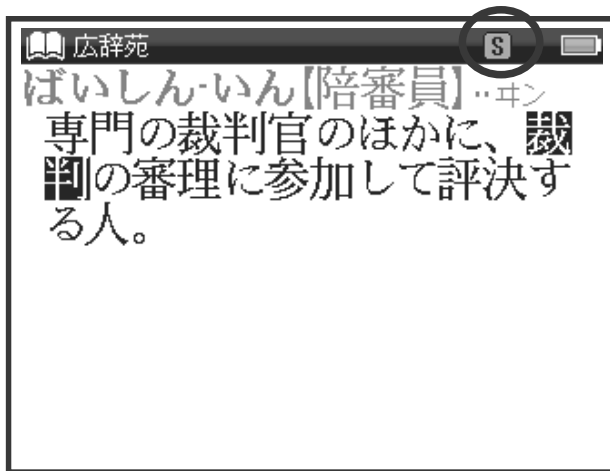 広辞苑 S
ばいしん‐いん【陪審員】‥ヰン
専門の裁判官のほかに、裁
判の審理に参加して評決す
る人。